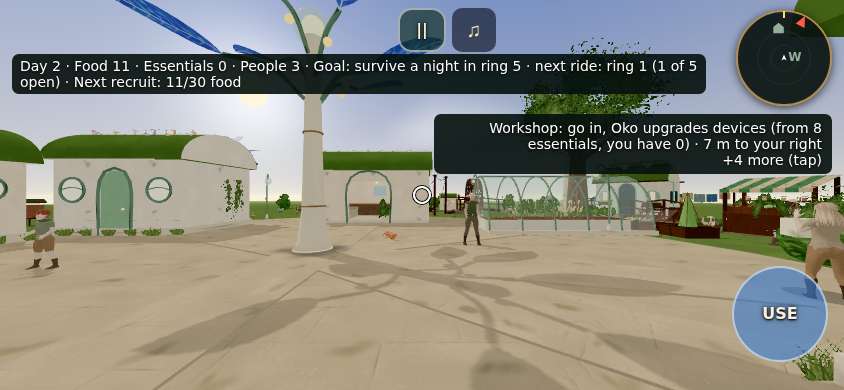 Day 2 · Food 11 · Essentials 0 · People 3 · Goal: survive a night in ring 5 · next ride: ring 1 (1 of 5
open) · Next recruit: 11/30 food
W
Workshop: go in, Oko upgrades devices (from 8
essentials, you have 0) · 7 m to your right
+4 more (tap)
USE